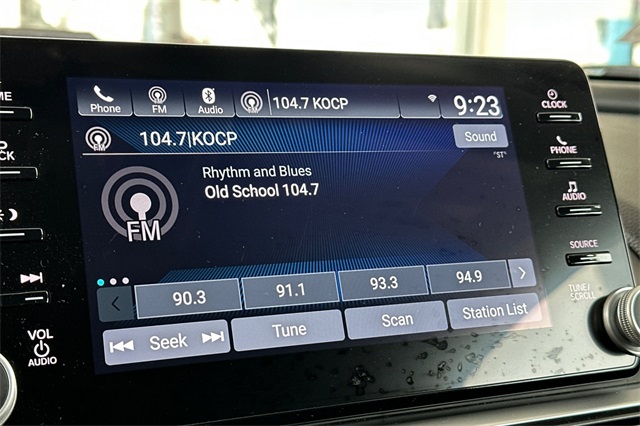 Phone FM Audio 104.7 KOCP 9:23
104.7|KOCP Sound
"ST"
Rhythm and Blues
Old School 104.7
FM
90.3 91.1 93.3 94.9
Seek Tune Scan Station List
VOL
AUDIO
CLOCK
PHONE
AUDIO
SOURCE
TUNE/
SCROLL